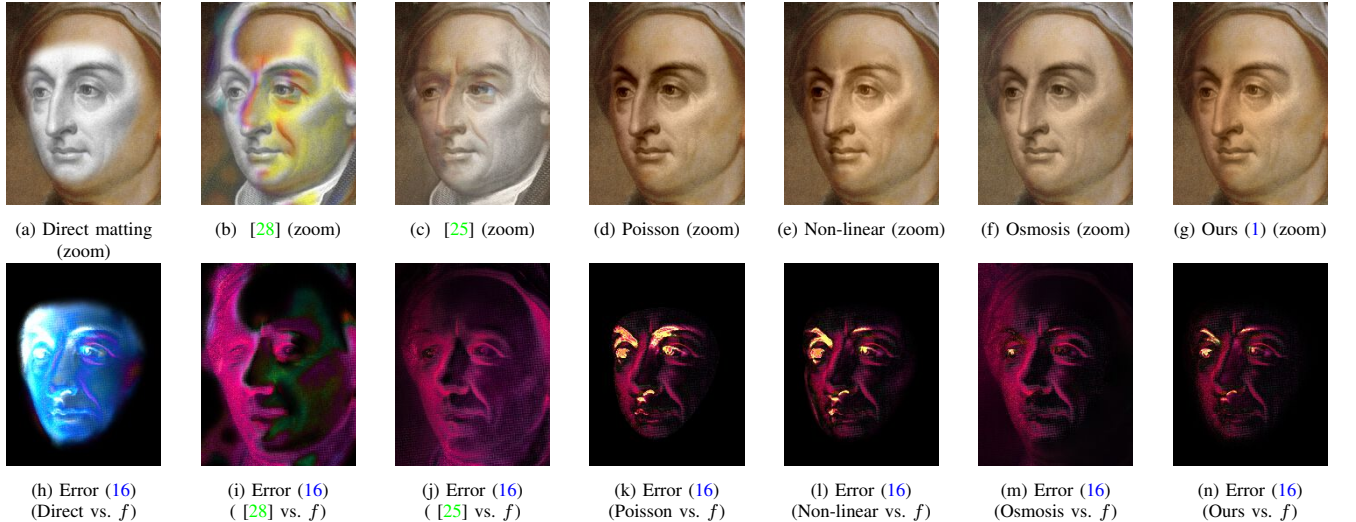 (a) Direct matting
(zoom)
(b) [28] (zoom)
(c) [25] (zoom)
(d) Poisson (zoom)
(e) Non-linear (zoom)
(f) Osmosis (zoom)
(g) Ours (1) (zoom)
(h) Error (16)
(Direct vs. f)
(i) Error (16)
( [28] vs. f)
(j) Error (16)
( [25] vs. f)
(k) Error (16)
(Poisson vs. f)
(l) Error (16)
(Non-linear vs. f)
(m) Error (16)
(Osmosis vs. f)
(n) Error (16)
(Ours vs. f)